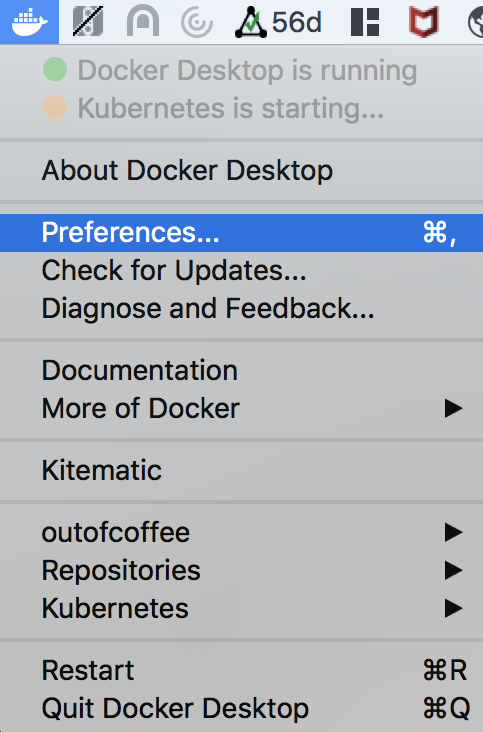 56d
Docker Desktop is running
Kubernetes is starting...
About Docker Desktop
Preferences... ⌘,
Check for Updates...
Diagnose and Feedback...
Documentation
More of Docker
Kitematic
outofcoffee
Repositories
Kubernetes
Restart ⌘R
Quit Docker Desktop ⌘Q